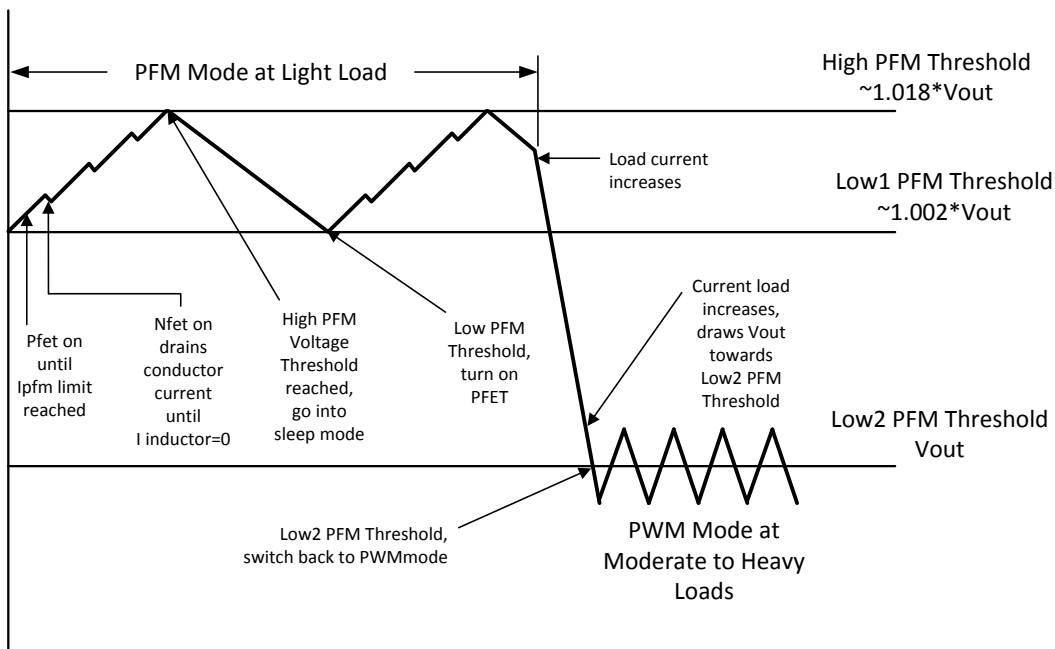 PFM Mode at Light Load
High PFM Threshold
~1.018*Vout
Load current
increases
Low1 PFM Threshold
~1.002*Vout
Pfet on
until
Ipfm limit
reached
Nfet on
drains
conductor
current
until
I inductor=0
High PFM
Voltage
Threshold
reached,
go into
sleep mode
Low PFM
Threshold,
turn on
PFET
Current load
increases,
draws Vout
towards
Low2 PFM
Threshold
Low2 PFM Threshold
Vout
Low2 PFM Threshold,
switch back to PWMmode
PWM Mode at
Moderate to Heavy
Loads